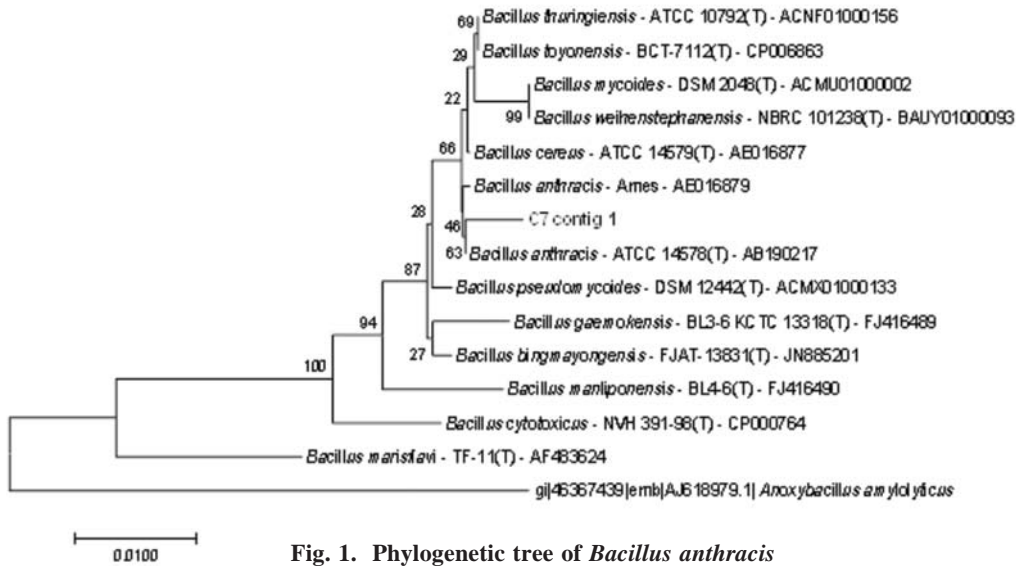 69 Bacillus thuringiensis - ATCC 10792(T) - ACNF01000156
29 Bacillus toyonensis - BCT-7112(T) - CP006863
Bacillus mycoides - DSM 2048(T) - ACMU01000002
22 99 Bacillus weihenstephanensis - NBRC 101238(T) - BAUY01000093
66 Bacillus cereus - ATCC 14579(T) - AE016877
Bacillus anthracis - Ames - AE016879
28 46 C7 contig 1
63 Bacillus anthracis - ATCC 14578(T) - AB190217
87 Bacillus pseudomycoides - DSM 12442(T) - ACMX01000133
94 Bacillus gaemokensis - BL3-6 KCTC 13318(T) - FJ416489
27 Bacillus bingmayongensis - FJAT-13831(T) - JN885201
100 Bacillus manliponensis - BL4-6(T) - FJ416490
Bacillus cytotoxicus - NVH 391-98(T) - CP000764
Bacillus marisflavi - TF-11(T) - AF483624
gi|46367439|emb|AJ618979.1| Anoxybacillus amylolyticus
0.0100
Fig. 1. Phylogenetic tree of Bacillus anthracis